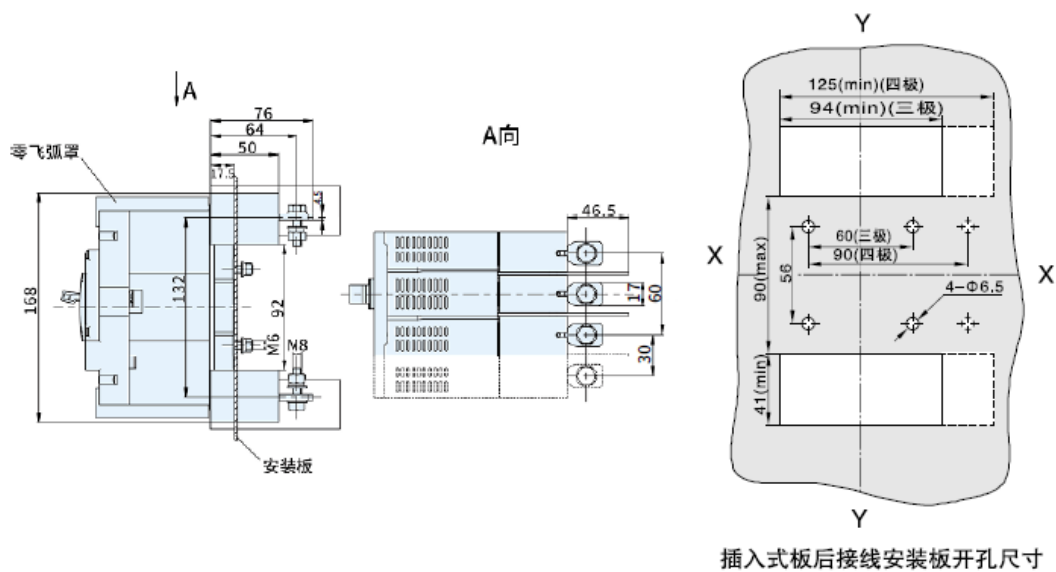 A
76
64
50
17.5
4.5
零飞弧罩
168
132
92
M6
M8
安装板
A向
46.5
17
60
30
Y
125(min)(四极)
94(min)(三极)
X
X
60(三极)
90(四极)
90(max)
56
4-Φ6.5
41(min)
Y
插入式板后接线安装板开孔尺寸